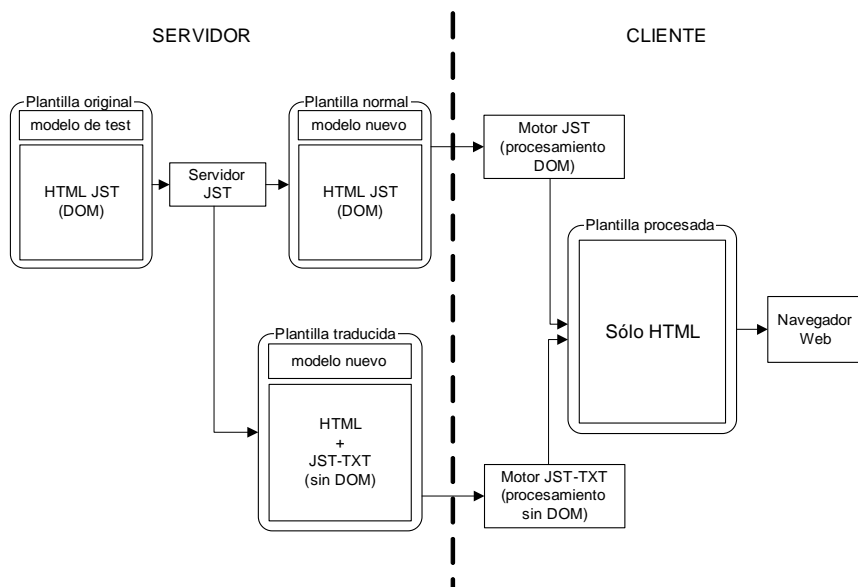 SERVIDOR
CLIENTE
Plantilla original
modelo de test
HTML JST
(DOM)
Servidor
JST
Plantilla normal
modelo nuevo
HTML JST
(DOM)
Motor JST
(procesamiento
DOM)
Plantilla procesada
Sólo HTML
Navegador
Web
Plantilla traducida
modelo nuevo
HTML
+
JST-TXT
(sin DOM)
Motor JST-TXT
(procesamiento
sin DOM)